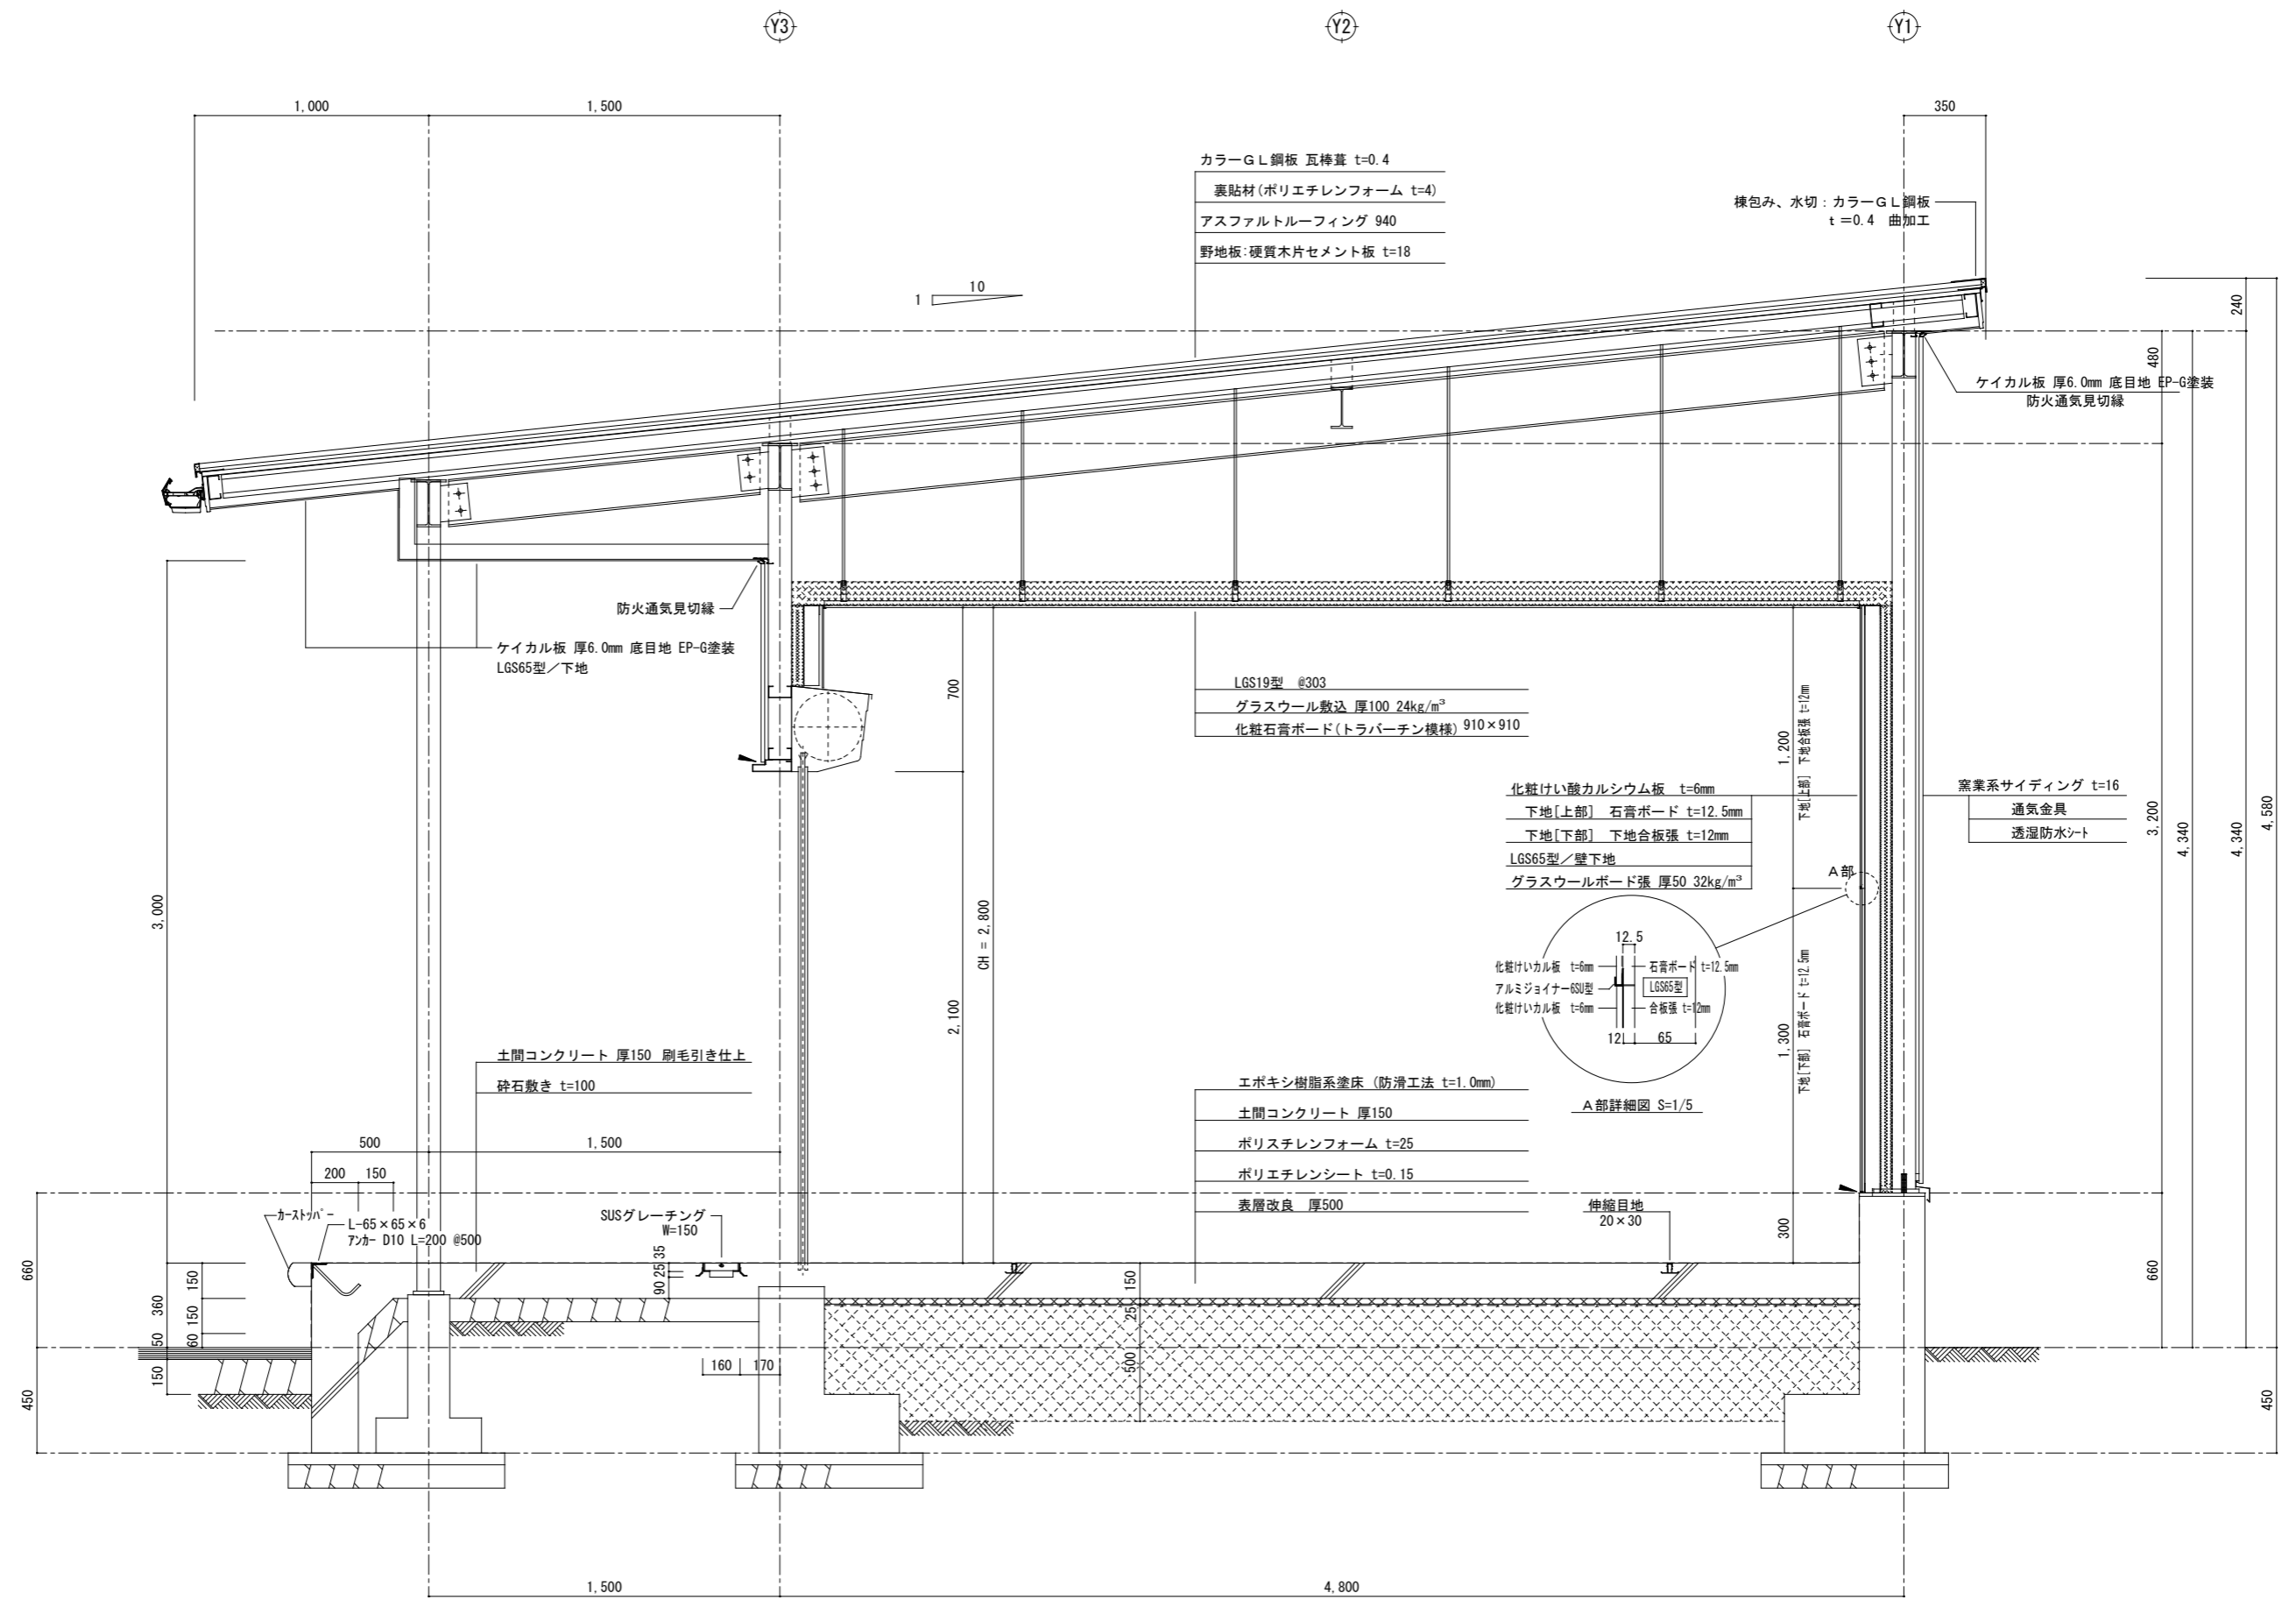 Y3
Y2
Y1
1,000
1,500
350
カラーGL鋼板 瓦棒葺 t=0.4
裏貼材(ポリエチレンフォーム t=4)
アスファルトルーフィング 940
野地板:硬質木片セメント板 t=18
棟包み、水切：カラーGL鋼板
t=0.4 曲加工
10
1
240
480
ケイカル板 厚6.0mm 底目地 EP-G塗装
防火通気見切縁
防火通気見切縁
ケイカル板 厚6.0mm 底目地 EP-G塗装
LGS65型／下地
3,000
700
2,100
CH = 2,800
LGS19型 @303
グラスウール敷込 厚100 24kg/m³
化粧石膏ボード(トラバーチン模様) 910×910
1,200
下地[上部] 下地合板張 t=12mm
1,300
下地[下部] 石膏ボード t=12.5mm
300
化粧けい酸カルシウム板 t=6mm
下地[上部] 石膏ボード t=12.5mm
下地[下部] 下地合板張 t=12mm
LGS65型／壁下地
グラスウールボード張 厚50 32kg/m³
A部
窯業系サイディング t=16
通気金具
透湿防水シート
3,200
4,340
4,340
4,580
12.5
化粧けいカル板 t=6mm
石膏ボード t=12.5mm
アルミジョイナー6SU型
LGS65型
化粧けいカル板 t=6mm
合板張 t=12mm
12
65
A部詳細図 S=1/5
土間コンクリート 厚150 刷毛引き仕上
砕石敷き t=100
エポキシ樹脂系塗床 (防滑工法 t=1.0mm)
土間コンクリート 厚150
ポリスチレンフォーム t=25
ポリエチレンシート t=0.15
表層改良 厚500
伸縮目地
20×30
500
1,500
200
150
カーストッパー
L-65×65×6
アンカー D10 L=200 @500
SUSグレーチング
W=150
35
25
90
660
450
360
50
150
150
150
60
160
170
150
25
500
660
450
1,500
4,800